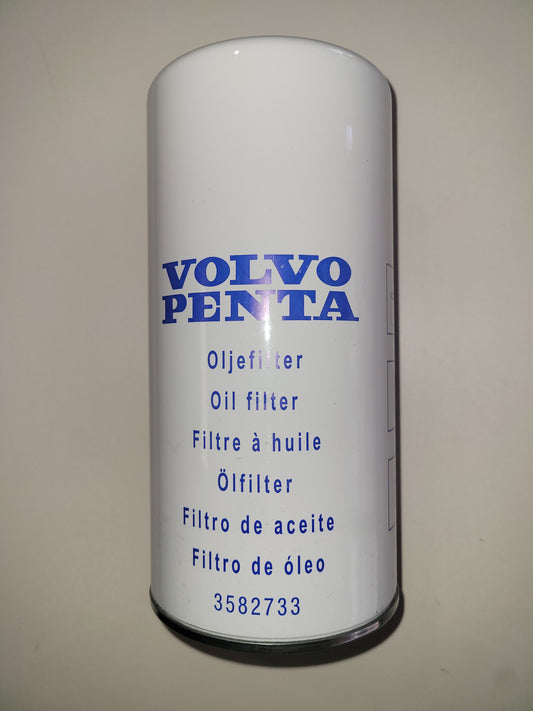 VOLVO
PENTA
Oljefilter
Oil filter
Filtre à huile
Ölfilter
Filtro de aceite
Filtro de óleo
3582733